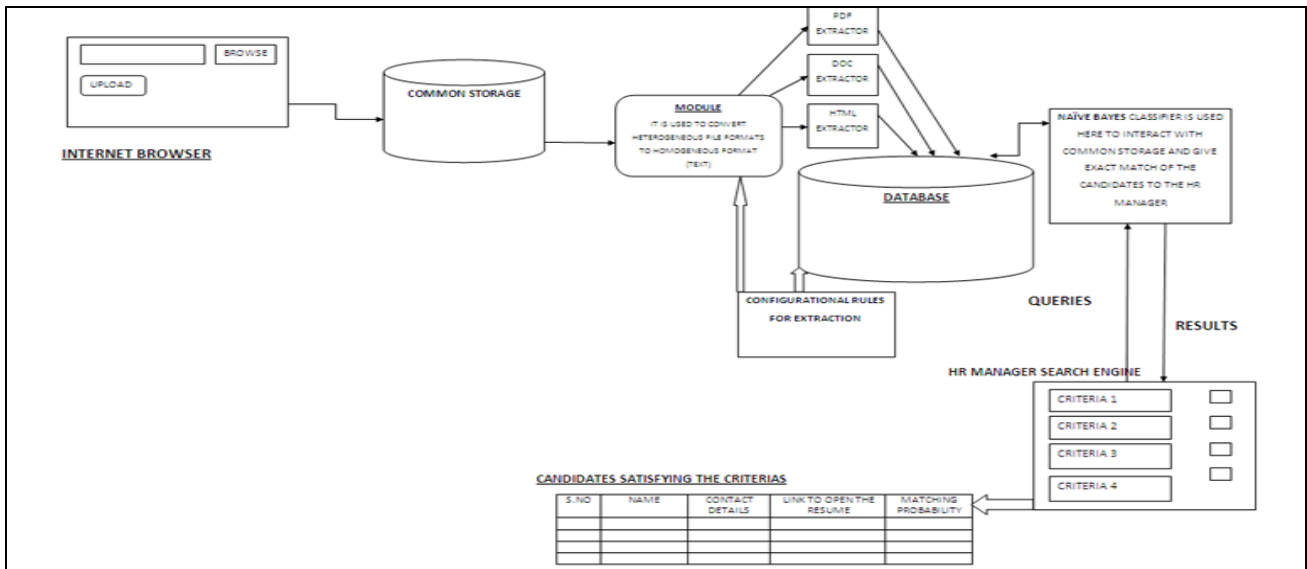 BROWSE
UPLOAD
INTERNET BROWSER
COMMON STORAGE
MODULE
IT IS USED TO CONVERT
HETEROGENEOUS FILE FORMATS
TO HOMOGENEOUS FORMAT
(TEXT)
PDF
EXTRACTOR
DOC
EXTRACTOR
HTML
EXTRACTOR
DATABASE
NAÏVE BAYES CLASSIFIER IS USED
HERE TO INTERACT WITH
COMMON STORAGE AND GIVE
EXACT MATCH OF THE
CANDIDATES TO THE HR
MANAGER
CONFIGURATIONAL RULES
FOR EXTRACTION
QUERIES
RESULTS
HR MANAGER SEARCH ENGINE
CRITERIA 1
CRITERIA 2
CRITERIA 3
CRITERIA 4
CANDIDATES SATISFYING THE CRITERIAS
S.NO NAME CONTACT LINK TO OPEN THE MATCHING
DETAILS RESUME PROBABILITY